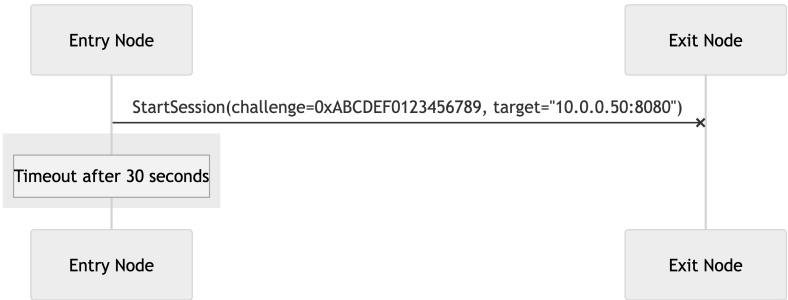 Entry Node
Exit Node
StartSession(challenge=0xABCDEF0123456789, target="10.0.0.50:8080")
Timeout after 30 seconds
Entry Node
Exit Node